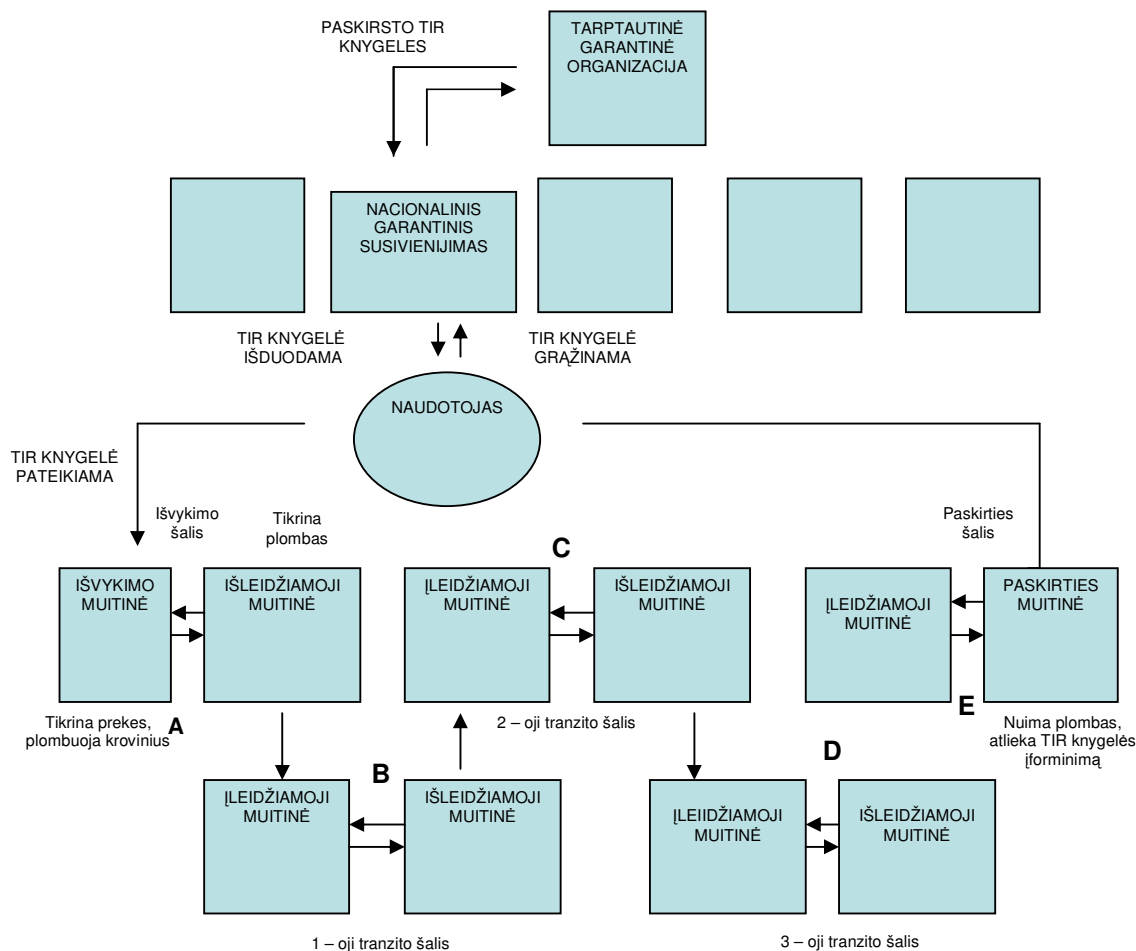 PASKIRSTO TIR
KNYGELES
TARPTAUTINĖ
GARANTINĖ
ORGANIZACIJA
NACIONALINIS
GARANTINIS
SUSIVIENIJIMAS
TIR KNYGELĖ
IŠDUODAMA
TIR KNYGELĖ
GRĄŽINAMA
NAUDOTOJAS
TIR KNYGELĖ
PATEIKIAMA
Išvykimo
šalis
Tikrina
plombas
Paskirties
šalis
C
IŠVYKIMO
MUITINĖ
IŠLEIDŽIAMOJI
MUITINĖ
ĮLEIDŽIAMOJI
MUITINĖ
IŠLEIDŽIAMOJI
MUITINĖ
ĮLEIDŽIAMOJI
MUITINĖ
PASKIRTIES
MUITINĖ
Tikrina prekes,
plombuoja krovinius
A
2 – oji tranzito šalis
E
Nuima plombas,
atlieka TIR knygelės
įforminimą
B
D
ĮLEIDŽIAMOJI
MUITINĖ
IŠLEIDŽIAMOJI
MUITINĖ
ĮLEIIDŽIAMOJI
MUITINĖ
IŠLEIDŽIAMOJI
MUITINĖ
1 – oji tranzito šalis
3 – oji tranzito šalis